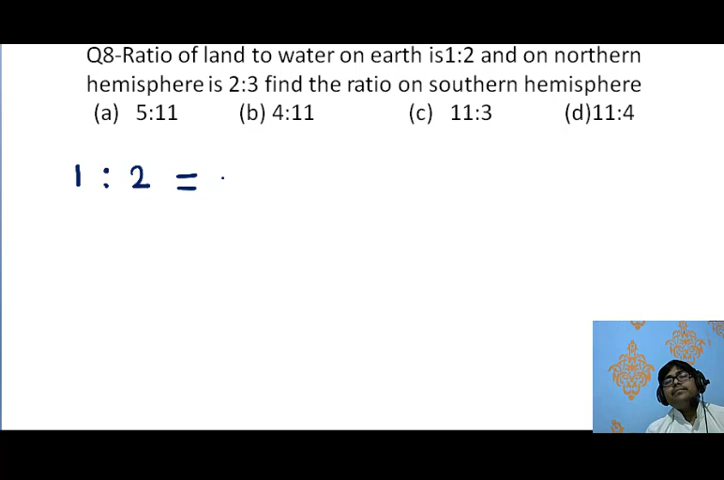 Q8-Ratio of land to water on earth is1:2 and on northern
hemisphere is 2:3 find the ratio on southern hemisphere
(a) 5:11 (b) 4:11 (c) 11:3 (d)11:4
1 : 2 =